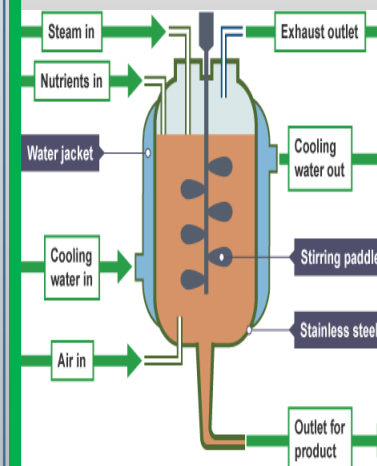 Steam in
Exhaust outlet
Nutrients in
Water jacket
Cooling
water out
Cooling
water in
Stirring paddle
Stainless steel
Air in
Outlet for
product